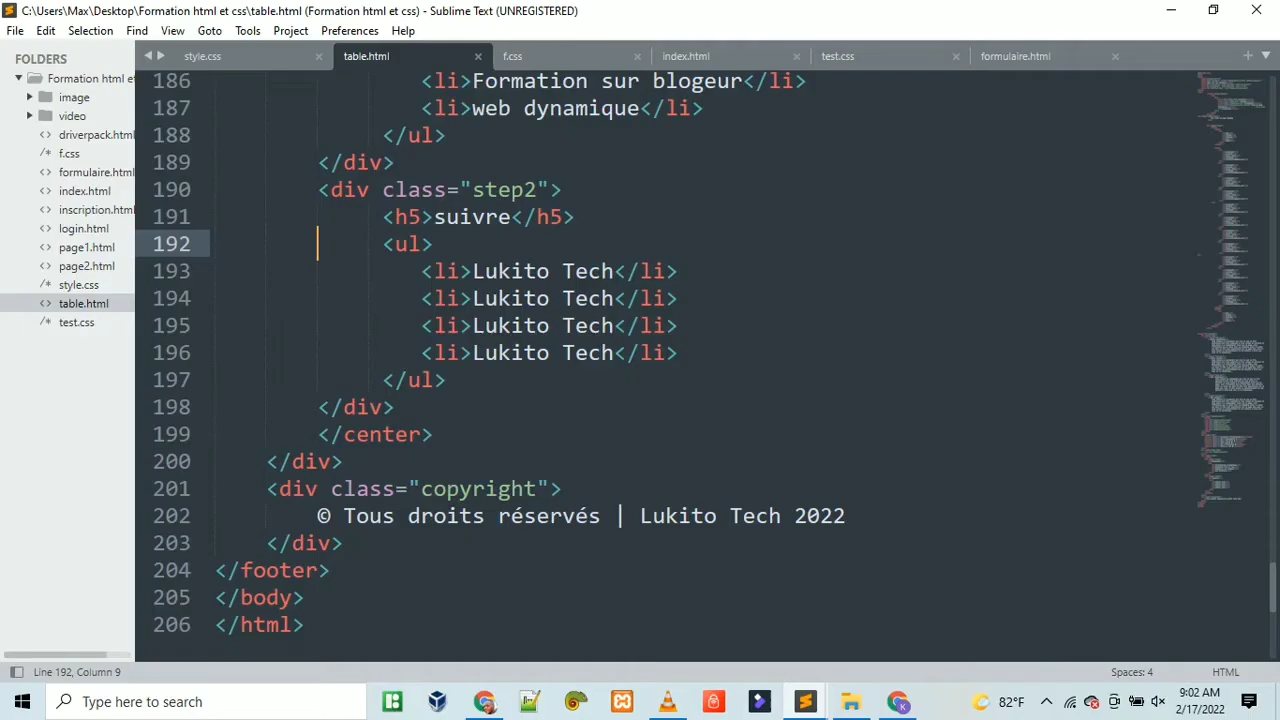 C:\Users\Max\Desktop\Formation html et css\table.html (Formation html et css) - Sublime Text (UNREGISTERED)
File Edit Selection Find View Goto Tools Project Preferences Help
FOLDERS
Formation html et
image
video
driverpack.html
f.css
formulaire.html
index.html
inscription.html
login.html
page1.html
page2.html
style.css
table.html
test.css
style.css table.html f.css index.html test.css formulaire.html
186 <li>Formation sur blogeur</li>
187 <li>web dynamique</li>
188 </ul>
189 </div>
190 <div class="step2">
191 <h5>suivre</h5>
192 <ul>
193 <li>Lukito Tech</li>
194 <li>Lukito Tech</li>
195 <li>Lukito Tech</li>
196 <li>Lukito Tech</li>
197 </ul>
198 </div>
199 </center>
200 </div>
201 <div class="copyright">
202 © Tous droits réservés | Lukito Tech 2022
203 </div>
204 </footer>
205 </body>
206 </html>
Line 192, Column 9 Spaces: 4 HTML
Type here to search
82°F
9:02 AM
2/17/2022